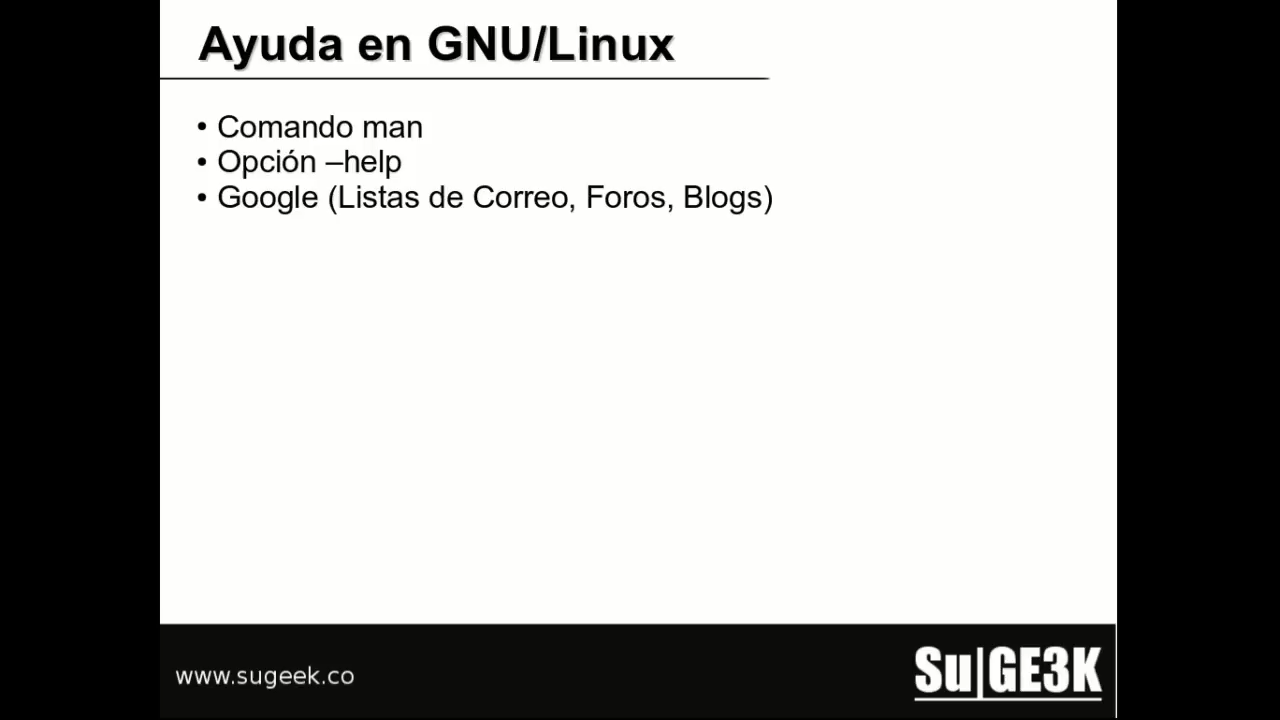 Ayuda en GNU/Linux
• Comando man
• Opción –help
• Google (Listas de Correo, Foros, Blogs)
www.sugeek.co
Su|GE3K